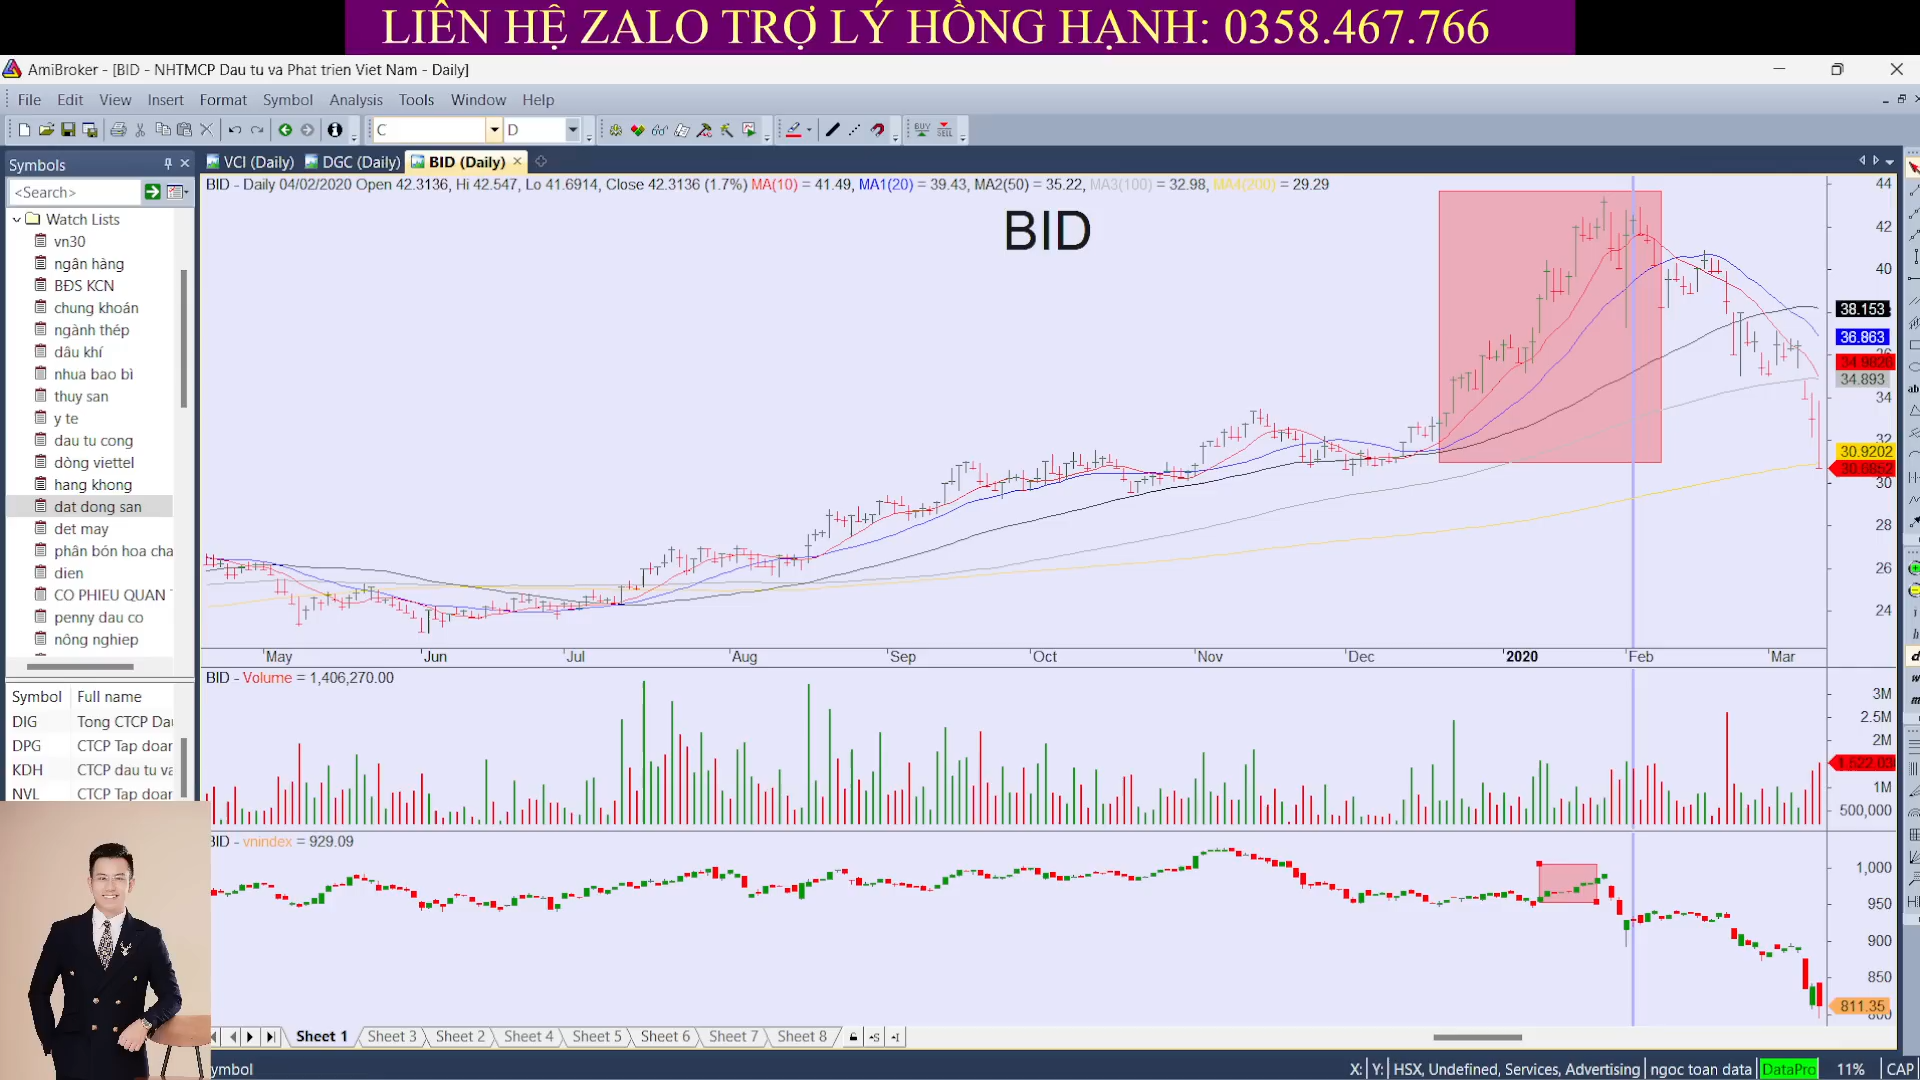 LIÊN HỆ ZALO TRỢ LÝ HỒNG HẠNH: 0358.467.766
AmiBroker - [BID - NHTMCP Dau tu va Phat trien Viet Nam - Daily]
File Edit View Insert Format Symbol Analysis Tools Window Help
C D BUY SELL
Symbols VCI (Daily) DGC (Daily) BID (Daily)
BID - Daily 04/02/2020 Open 42.3136, Hi 42.547, Lo 41.6914, Close 42.3136 (1.7%) MA(10) = 41.49, MA1(20) = 39.43, MA2(50) = 35.22, MA3(100) = 32.98, MA4(200) = 29.29
<Search>
Watch Lists
vn30
ngân hàng
BĐS KCN
chung khoán
ngành thép
dâu khí
nhua bao bì
thuy san
y te
dau tu cong
dòng viettel
hang khong
dat dong san
det may
phân bón hoa cha
dien
CO PHIEU QUAN
penny dau co
nông nghiep
BID
44
42
40
38.153
36.863
34.893
34
32
30.9202
30
28
26
24
May Jun Jul Aug Sep Oct Nov Dec 2020 Feb Mar
Symbol Full name
DIG Tong CTCP Dau
DPG CTCP Tap doar
KDH CTCP dau tu va
NVL CTCP Tap doar
BID - Volume = 1,406,270.00
3M
2.5M
2M
1M
500,000
BID - vnindex = 929.09
1,000
950
900
850
811.35
Sheet 1 Sheet 3 Sheet 2 Sheet 4 Sheet 5 Sheet 6 Sheet 7 Sheet 8
ymbol X: Y: HSX, Undefined, Services, Advertising ngoc toan data DataPro 11% CAP